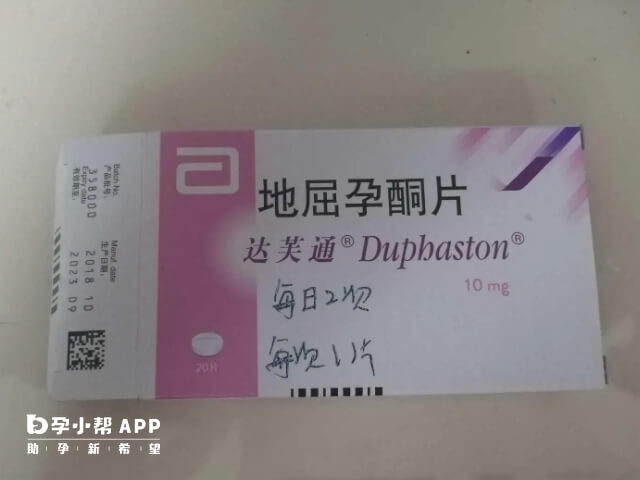 地屈孕酮片
达芙通® Duphaston®
10 mg
每日2次
每次1片
20片
Batch No.
产品批号:
358000
Expiry date
有效期至:
Manuf. date
生产日期:
2018 10
2023 09
孕小帮 APP
助·孕·新·希·望